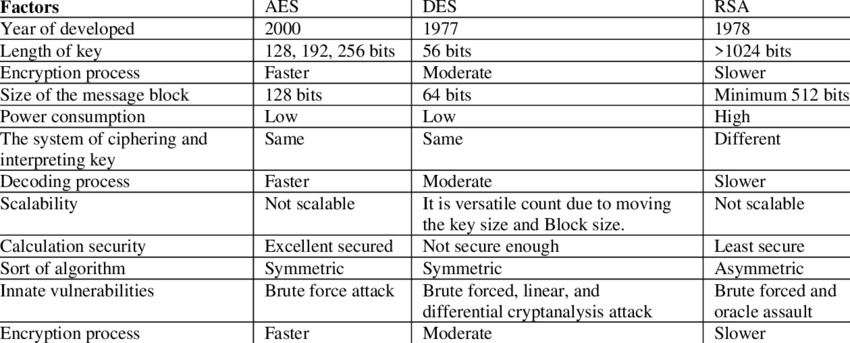 Factors AES DES RSA
Year of developed 2000 1977 1978
Length of key 128, 192, 256 bits 56 bits >1024 bits
Encryption process Faster Moderate Slower
Size of the message block 128 bits 64 bits Minimum 512 bits
Power consumption Low Low High
The system of ciphering and Same Same Different
interpreting key
Decoding process Faster Moderate Slower
Scalability Not scalable It is versatile count due to moving Not scalable
the key size and Block size.
Calculation security Excellent secured Not secure enough Least secure
Sort of algorithm Symmetric Symmetric Asymmetric
Innate vulnerabilities Brute force attack Brute forced, linear, and Brute forced and
differential cryptanalysis attack oracle assault
Encryption process Faster Moderate Slower